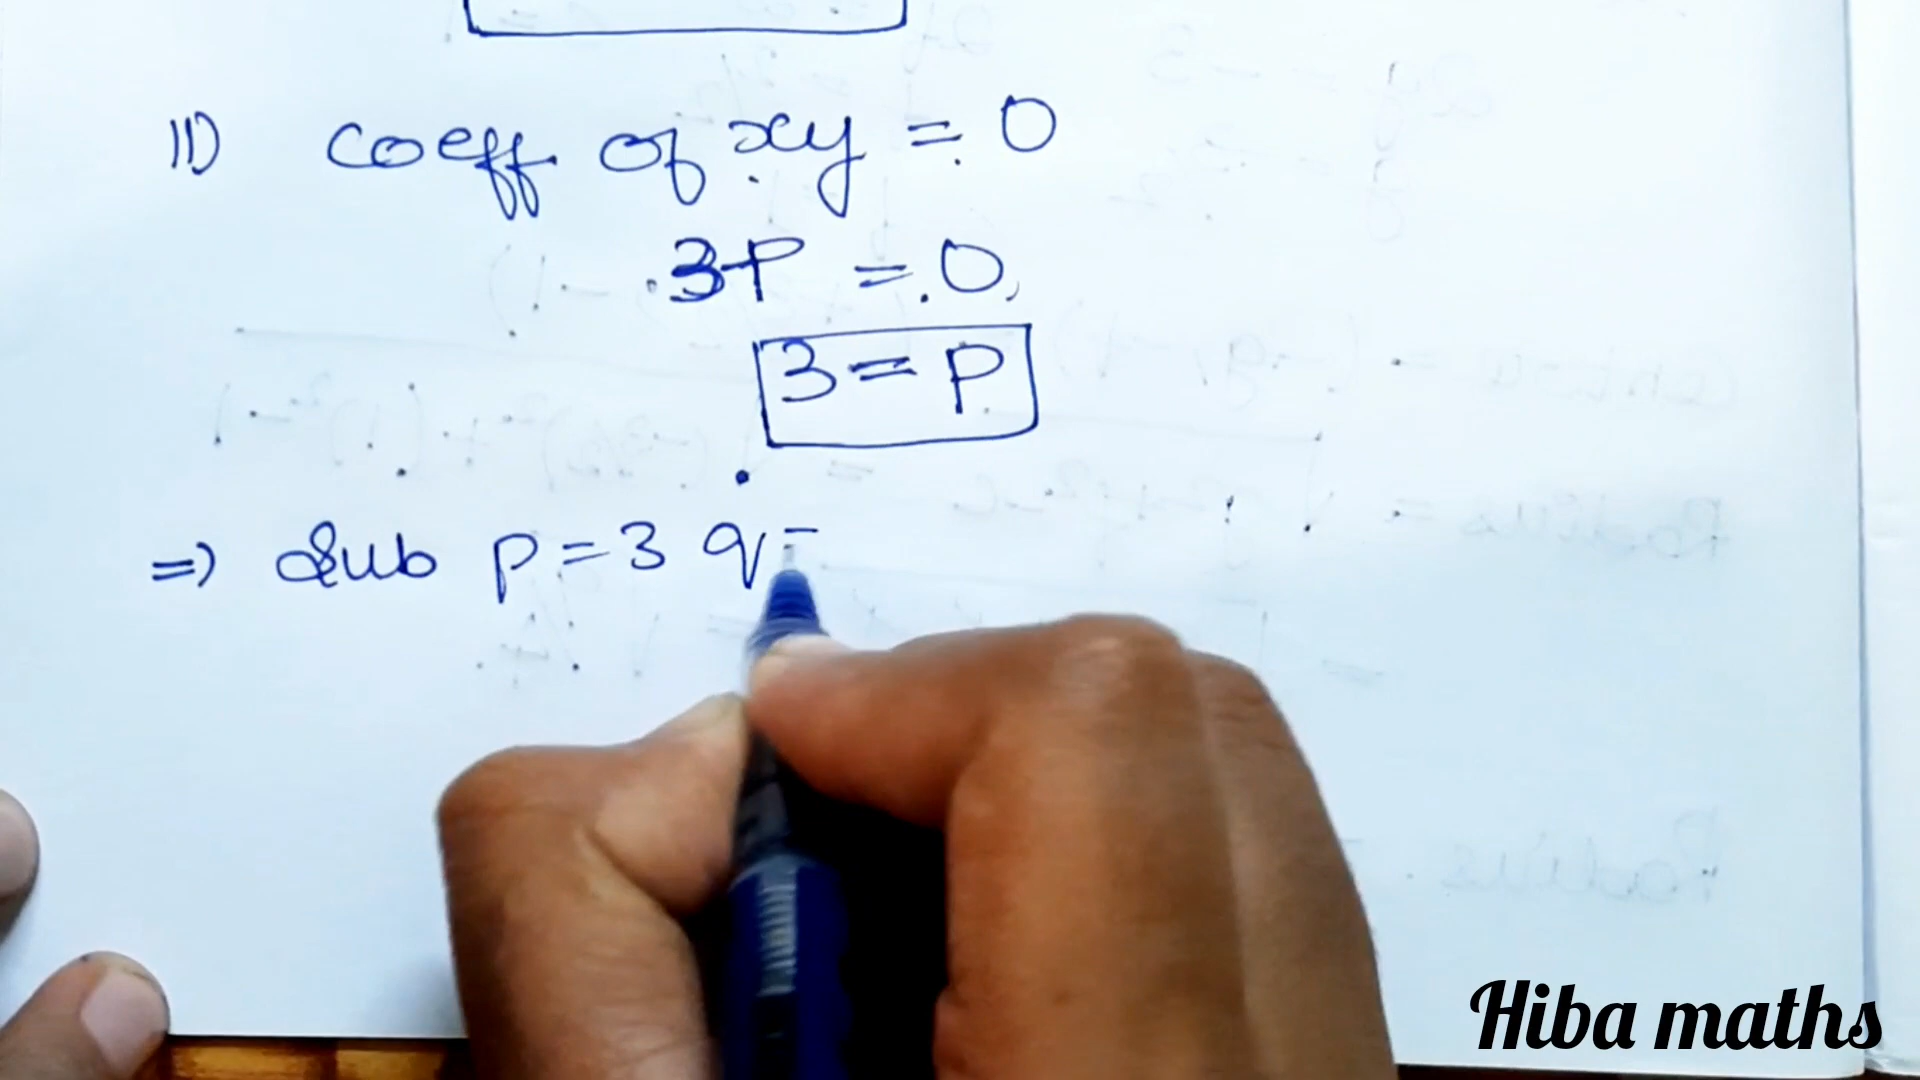 II) coeff of xy = 0
3-P = 0
3 = P
=) Sub p = 3 q =
Hiba maths